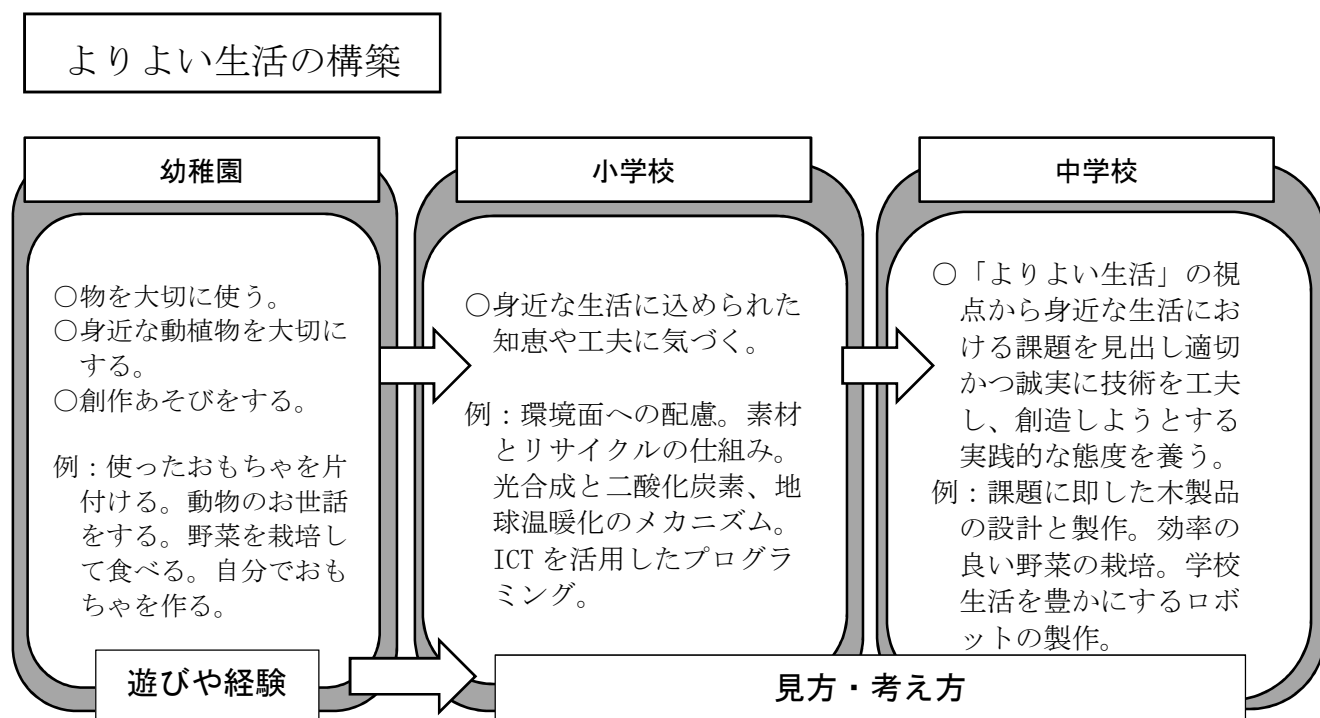 よりよい生活の構築
幼稚園
○物を大切に使う。
○身近な動植物を大切に
する。
○創作あそびをする。
例：使ったおもちゃを片
付ける。動物のお世話
をする。野菜を栽培し
て食べる。自分でおも
ちゃを作る。
遊びや経験
小学校
○身近な生活に込められた
知恵や工夫に気づく。
例：環境面への配慮。素材
とリサイクルの仕組み。
光合成と二酸化炭素、地
球温暖化のメカニズム。
ICTを活用したプログラ
ミング。
中学校
○「よりよい生活」の視
点から身近な生活にお
ける課題を見出し適切
かつ誠実に技術を工夫
し、創造しようとする
実践的な態度を養う。
例：課題に即した木製品
の設計と製作。効率の
良い野菜の栽培。学校
生活を豊かにするロボ
ットの製作。
見方・考え方